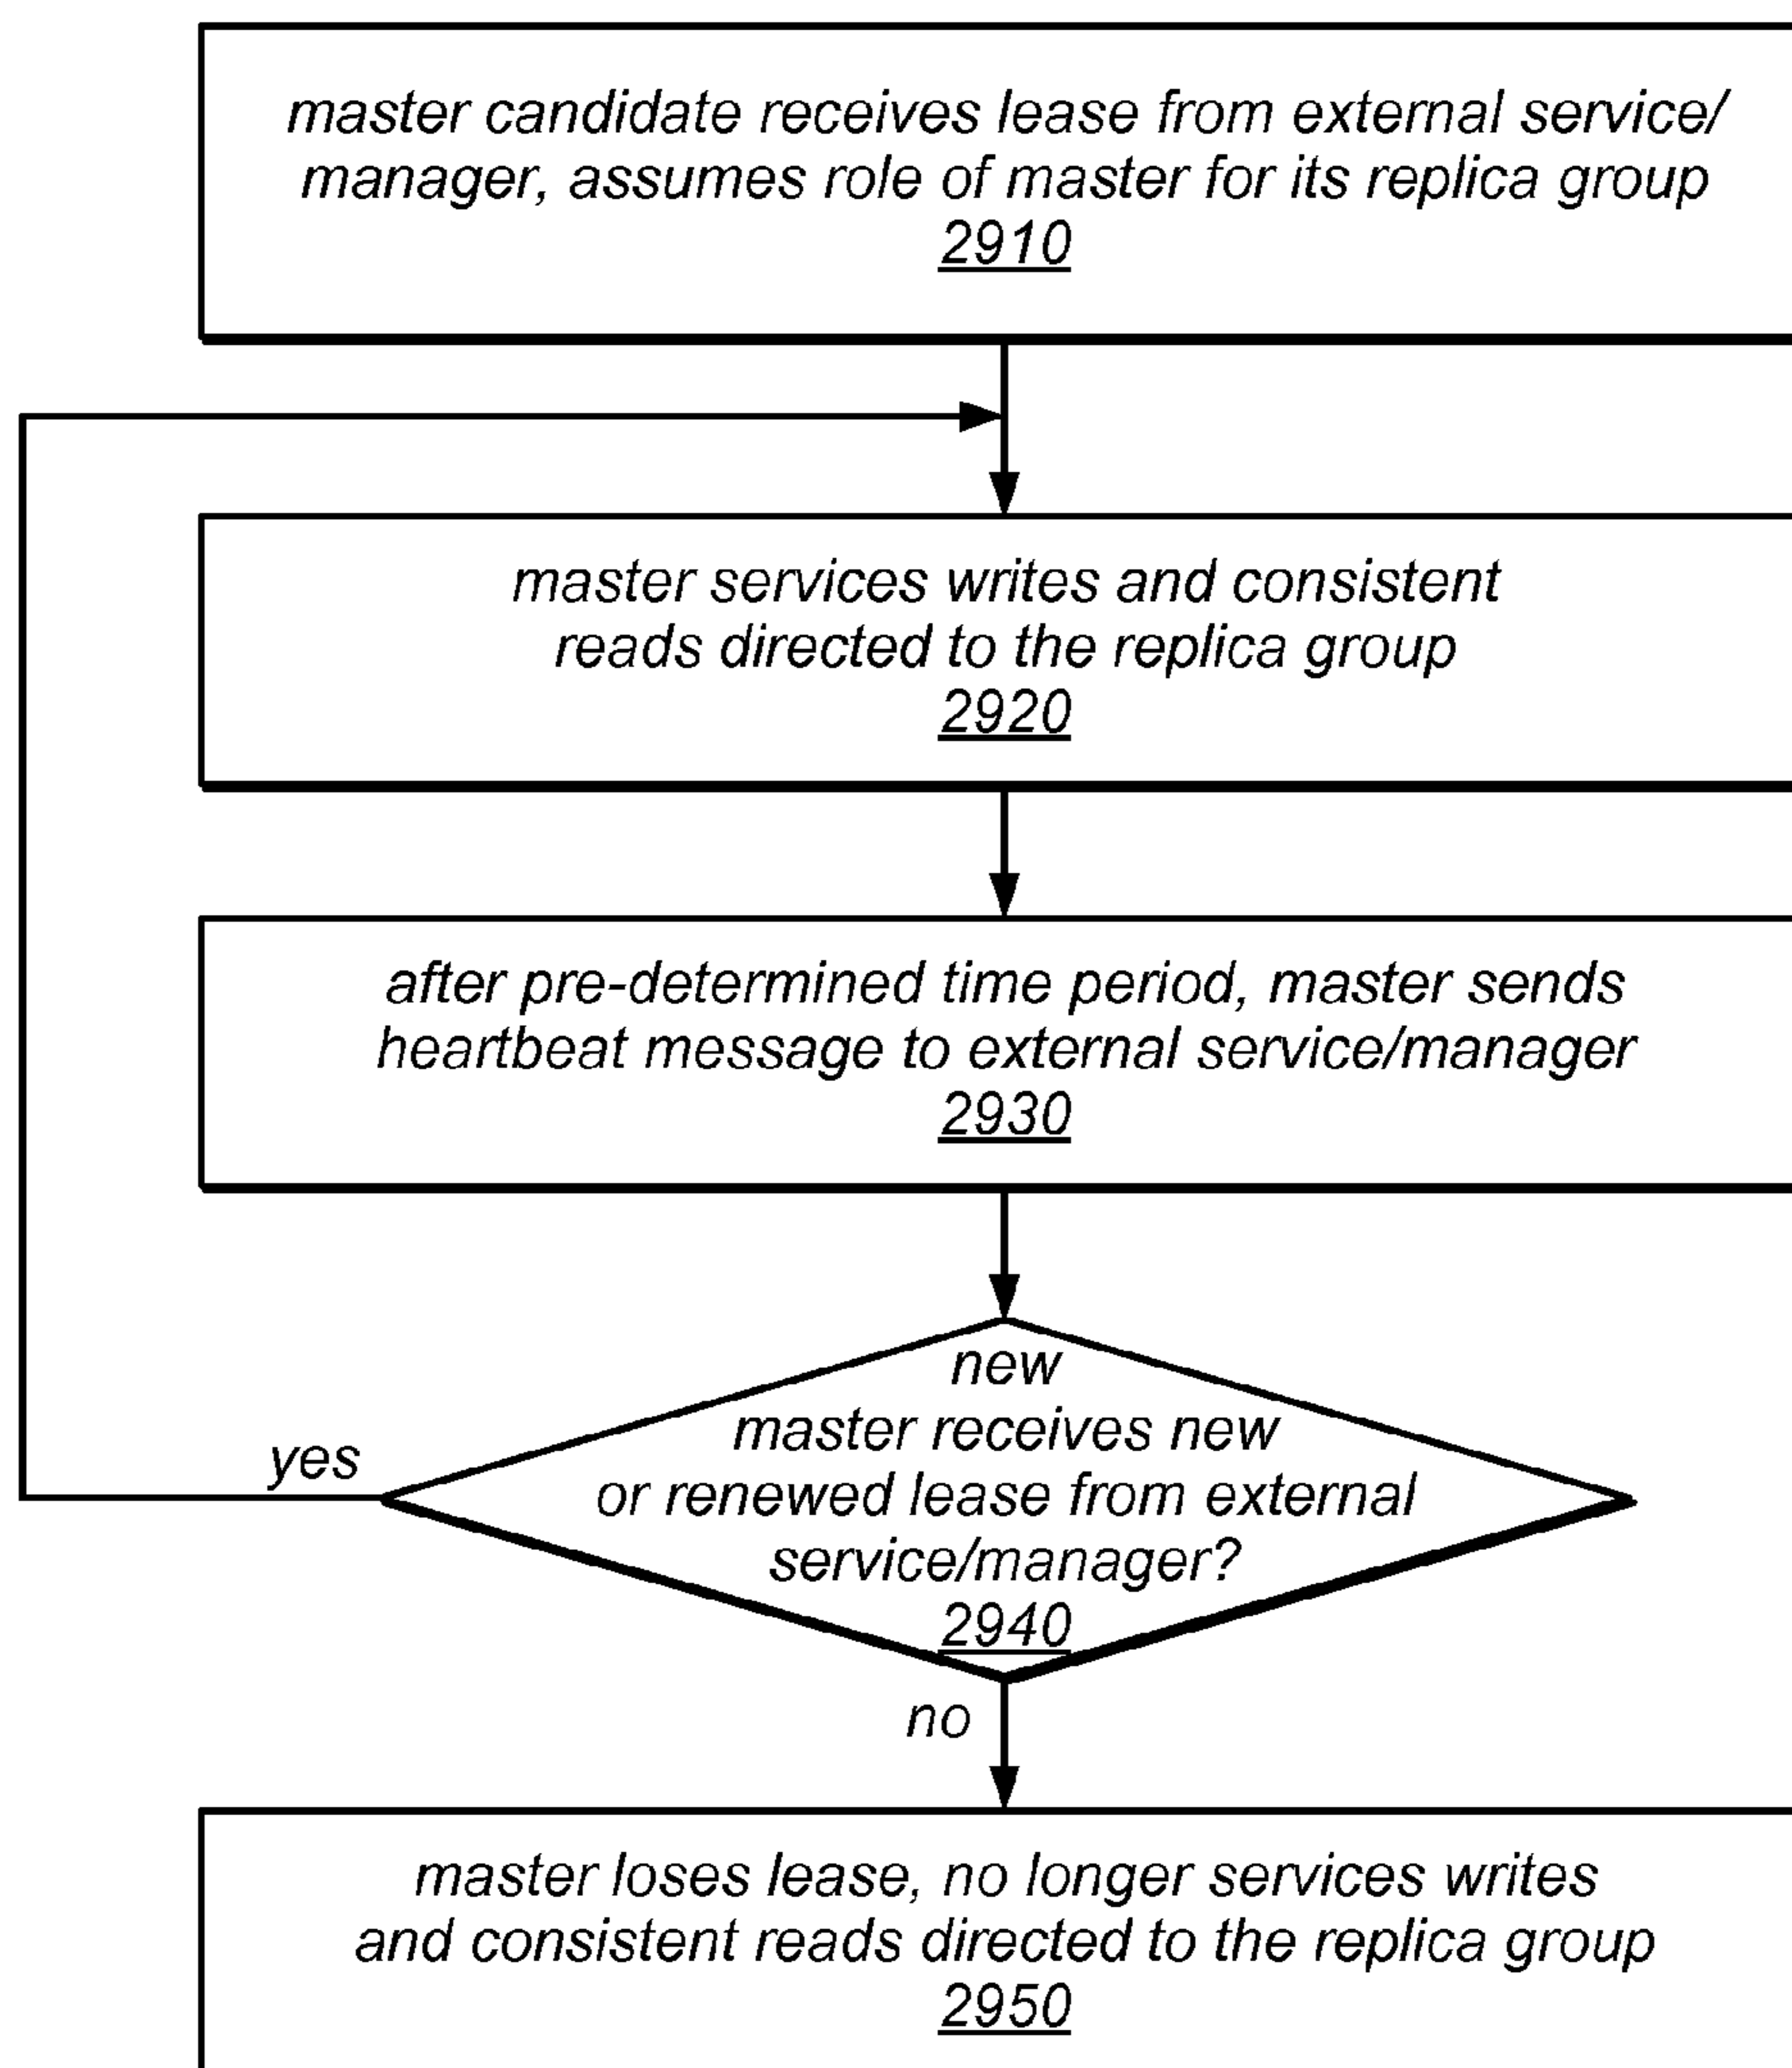 master candidate receives lease from external service/
manager, assumes role of master for its replica group
2910
master services writes and consistent
reads directed to the replica group
2920
after pre-determined time period, master sends
heartbeat message to external service/manager
2930
new
master receives new
or renewed lease from external
service/manager?
2940
yes
no
master loses lease, no longer services writes
and consistent reads directed to the replica group
2950